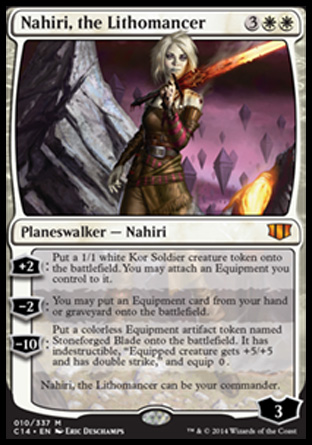 Nahiri, the Lithomancer 3
Planeswalker — Nahiri
+2: Put a 1/1 white Kor Soldier creature token onto
the battlefield. You may attach an Equipment you
control to it.
−2: You may put an Equipment card from your hand
or graveyard onto the battlefield.
−10: Put a colorless Equipment artifact token named
Stoneforged Blade onto the battlefield. It has
indestructible, “Equipped creature gets +5/+5
and has double strike,” and equip 0.
Nahiri, the Lithomancer can be your commander.
3
010/337 M
C14 • EN Eric Deschamps
™ & © 2014 Wizards of the Coast